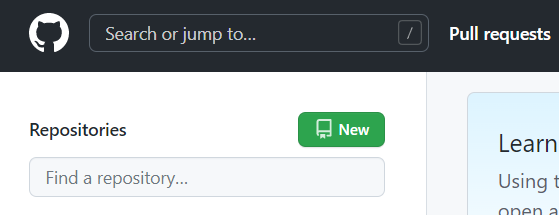 Search or jump to...
/
Pull requests
Repositories
New
Find a repository...
Learn
Using t
open a